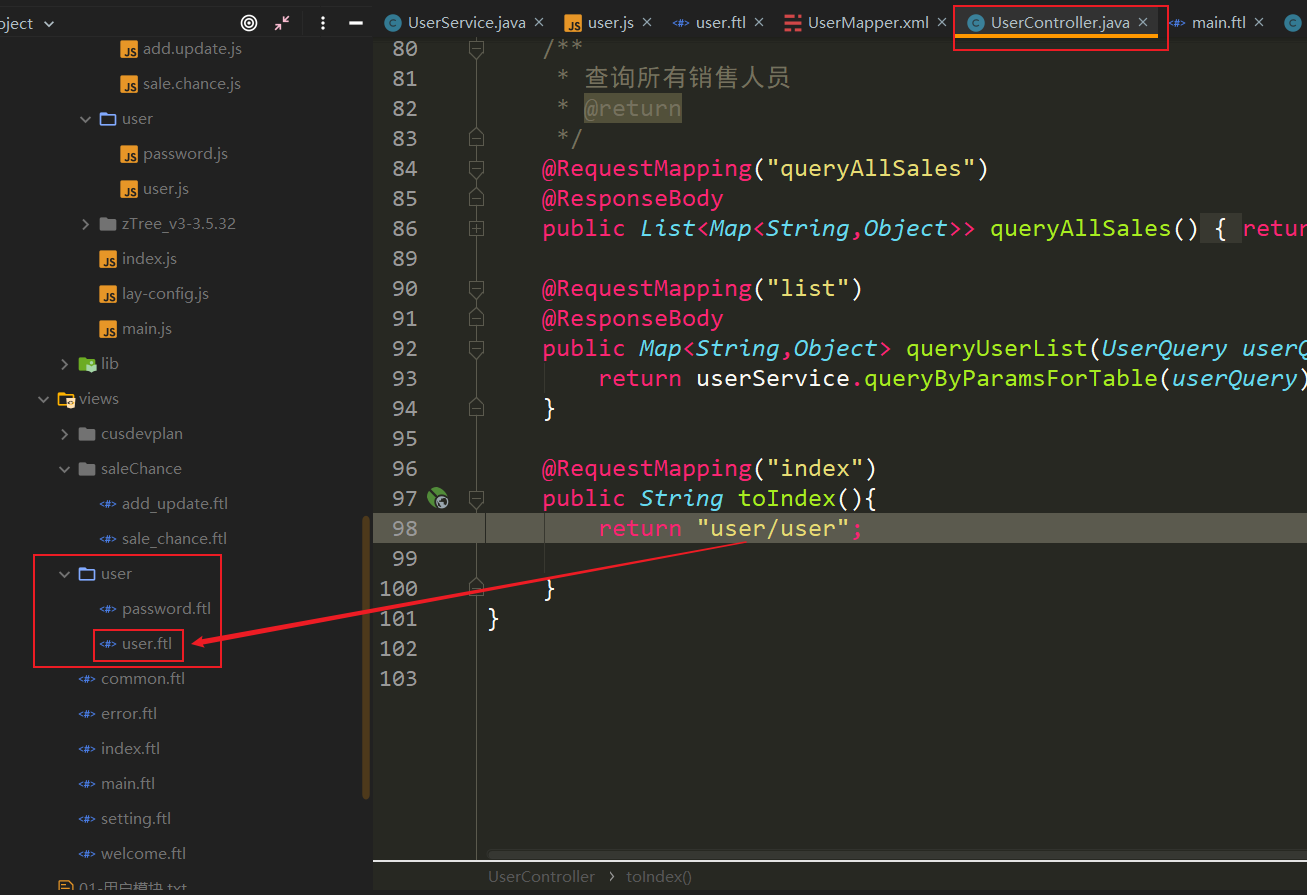 oject
add.update.js
sale.chance.js
user
password.js
user.js
zTree_v3-3.5.32
index.js
lay-config.js
main.js
lib
views
cusdevplan
saleChance
add_update.ftl
sale_chance.ftl
user
password.ftl
user.ftl
common.ftl
error.ftl
index.ftl
main.ftl
setting.ftl
welcome.ftl
01-用户模块.txt
UserService.java × user.js × user.ftl × UserMapper.xml × UserController.java × main.ftl ×
80 /**
81 * 查询所有销售人员
82 * @return
83 */
84 @RequestMapping("queryAllSales")
85 @ResponseBody
86 public List<Map<String,Object>> queryAllSales() { retur
89
90 @RequestMapping("list")
91 @ResponseBody
92 public Map<String,Object> queryUserList(UserQuery userQ
93 return userService.queryByParamsForTable(userQuery)
94 }
95
96 @RequestMapping("index")
97 public String toIndex(){
98 return "user/user";
99
100 }
101 }
102
103
UserController > toIndex()